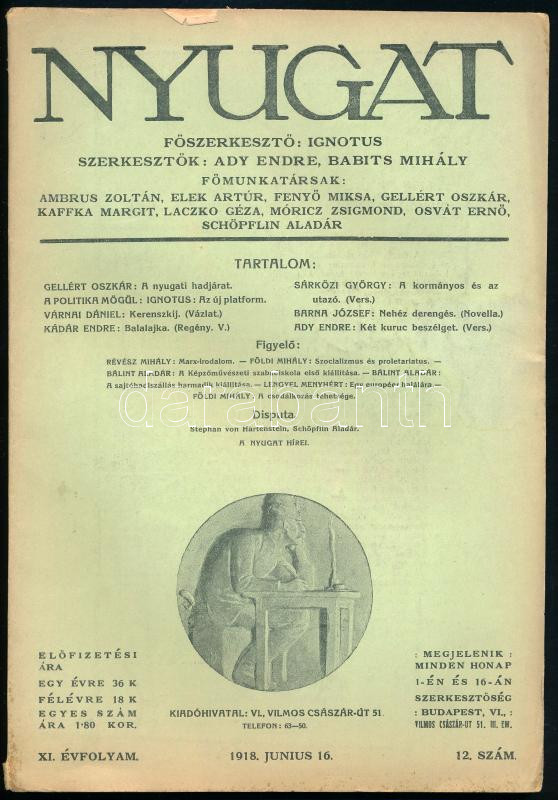 NYUGAT
FŐSZERKESZTŐ: IGNOTUS
SZERKESZTŐK: ADY ENDRE, BABITS MIHÁLY
FŐMUNKATÁRSAK:
AMBRUS ZOLTÁN, ELEK ARTÚR, FENYŐ MIKSA, GELLÉRT OSZKÁR,
KAFFKA MARGIT, LACZKO GÉZA, MÓRICZ ZSIGMOND, OSVÁT ERNŐ,
SCHÖPFLIN ALADÁR
TARTALOM:
GELLÉRT OSZKÁR: A nyugati hadjárat.
A POLITIKA MÖGÜL: IGNOTUS: Az új platform.
VÁRNAI DÁNIEL: Kerenszkij. (Vázlat.)
KÁDÁR ENDRE: Balalajka. (Regény. V.)
SÁRKÖZI GYÖRGY: A kormányos és az
utazó. (Vers.)
BARNA JÓZSEF: Nehéz derengés. (Novella.)
ADY ENDRE: Két kuruc beszélget. (Vers.)
Figyelő:
RÉVÉSZ MIHÁLY: Marx-irodalom. — FÖLDI MIHÁLY: Szocializmus és proletariatus. —
BÁLINT ALADÁR: A Képzőművészeti szabadiskola első kiállítása. — BÁLINT ALADÁR:
A sajtóhadiszállás harmadik kiállítása. — LENGYEL MENYHÉRT: Egy európéer halálára. —
FÖLDI MIHÁLY: A csodálkozás tehetsége.
darabanth
Disputa
Stephan von Hartenstein, Schöpflin Aladár.
A NYUGAT HÍREI.
ELŐFIZETÉSI
ÁRA
EGY ÉVRE 36 K
FÉLÉVRE 18 K
EGYES SZÁM
ÁRA 1·80 KOR.
KIADÓHIVATAL: VI., VILMOS CSÁSZÁR-ÚT 51.
TELEFON: 63—50.
: MEGJELENIK :
MINDEN HONAP
1-ÉN ÉS 16-ÁN
SZERKESZTŐSÉG
: BUDAPEST, VI., :
VILMOS CSÁSZÁR-UT 51. III. EM.
XI. ÉVFOLYAM.
1918. JUNIUS 16.
12. SZÁM.